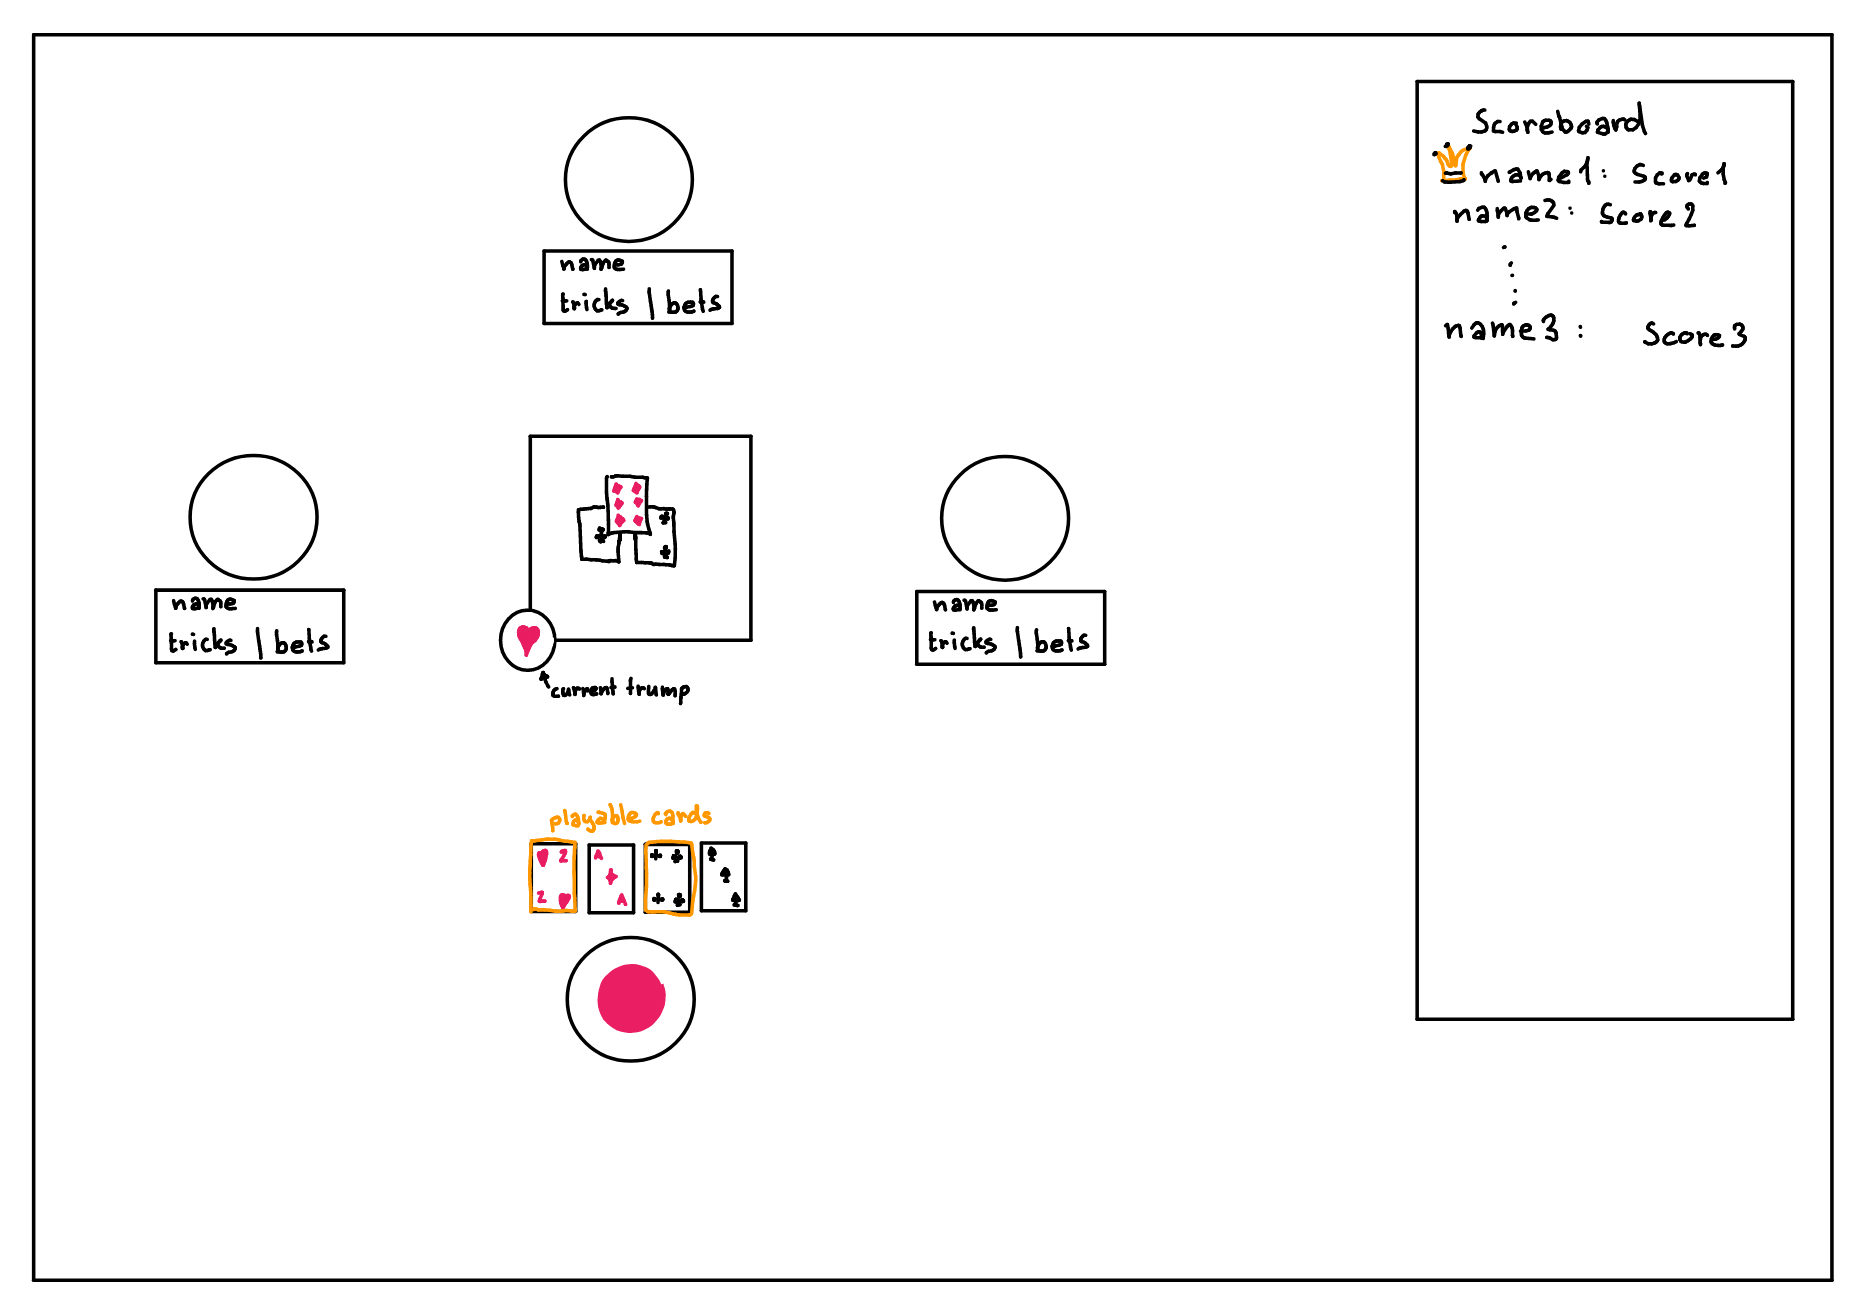 Scoreboard
name1: Score1
name2: Score2
name3: Score3
name
tricks | bets
name
tricks | bets
name
tricks | bets
current trump
playable cards
2
2
A
A